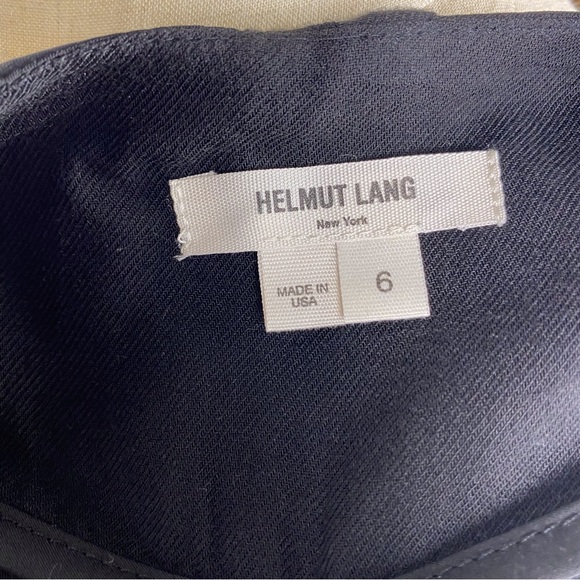 HELMUT LANG
New York
MADE IN
USA
6